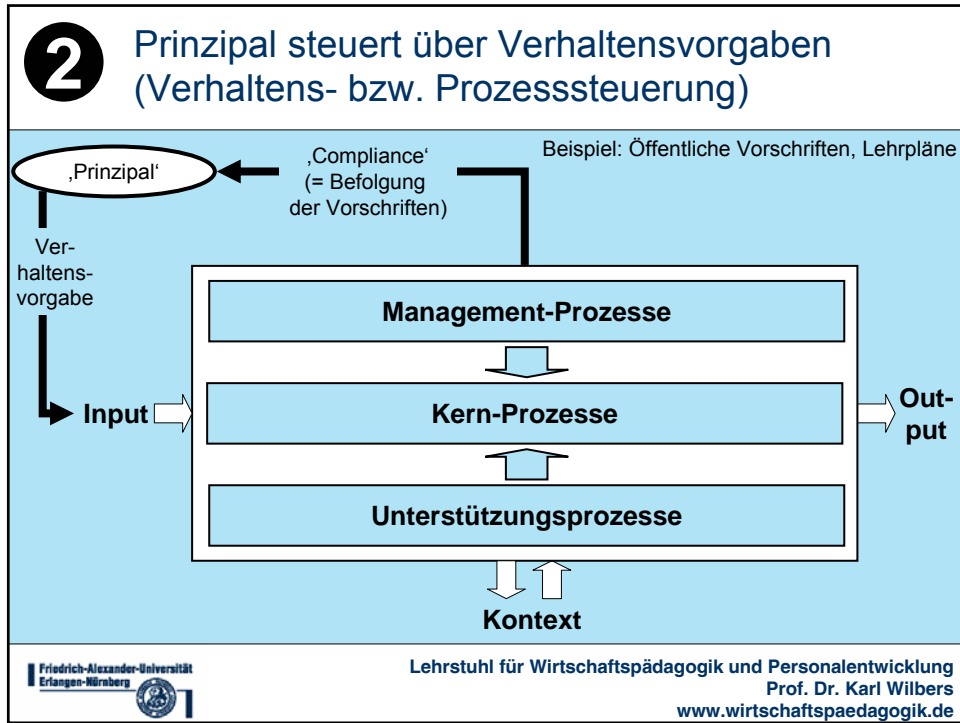 2
Prinzipal steuert über Verhaltensvorgaben
(Verhaltens- bzw. Prozesssteuerung)
‚Prinzipal‘
‚Compliance‘
(= Befolgung
der Vorschriften)
Beispiel: Öffentliche Vorschriften, Lehrpläne
Ver-
haltens-
vorgabe
Management-Prozesse
Input
Kern-Prozesse
Out-
put
Unterstützungsprozesse
Kontext
Friedrich-Alexander-Universität
Erlangen-Nürnberg
Lehrstuhl für Wirtschaftspädagogik und Personalentwicklung
Prof. Dr. Karl Wilbers
www.wirtschaftspaedagogik.de